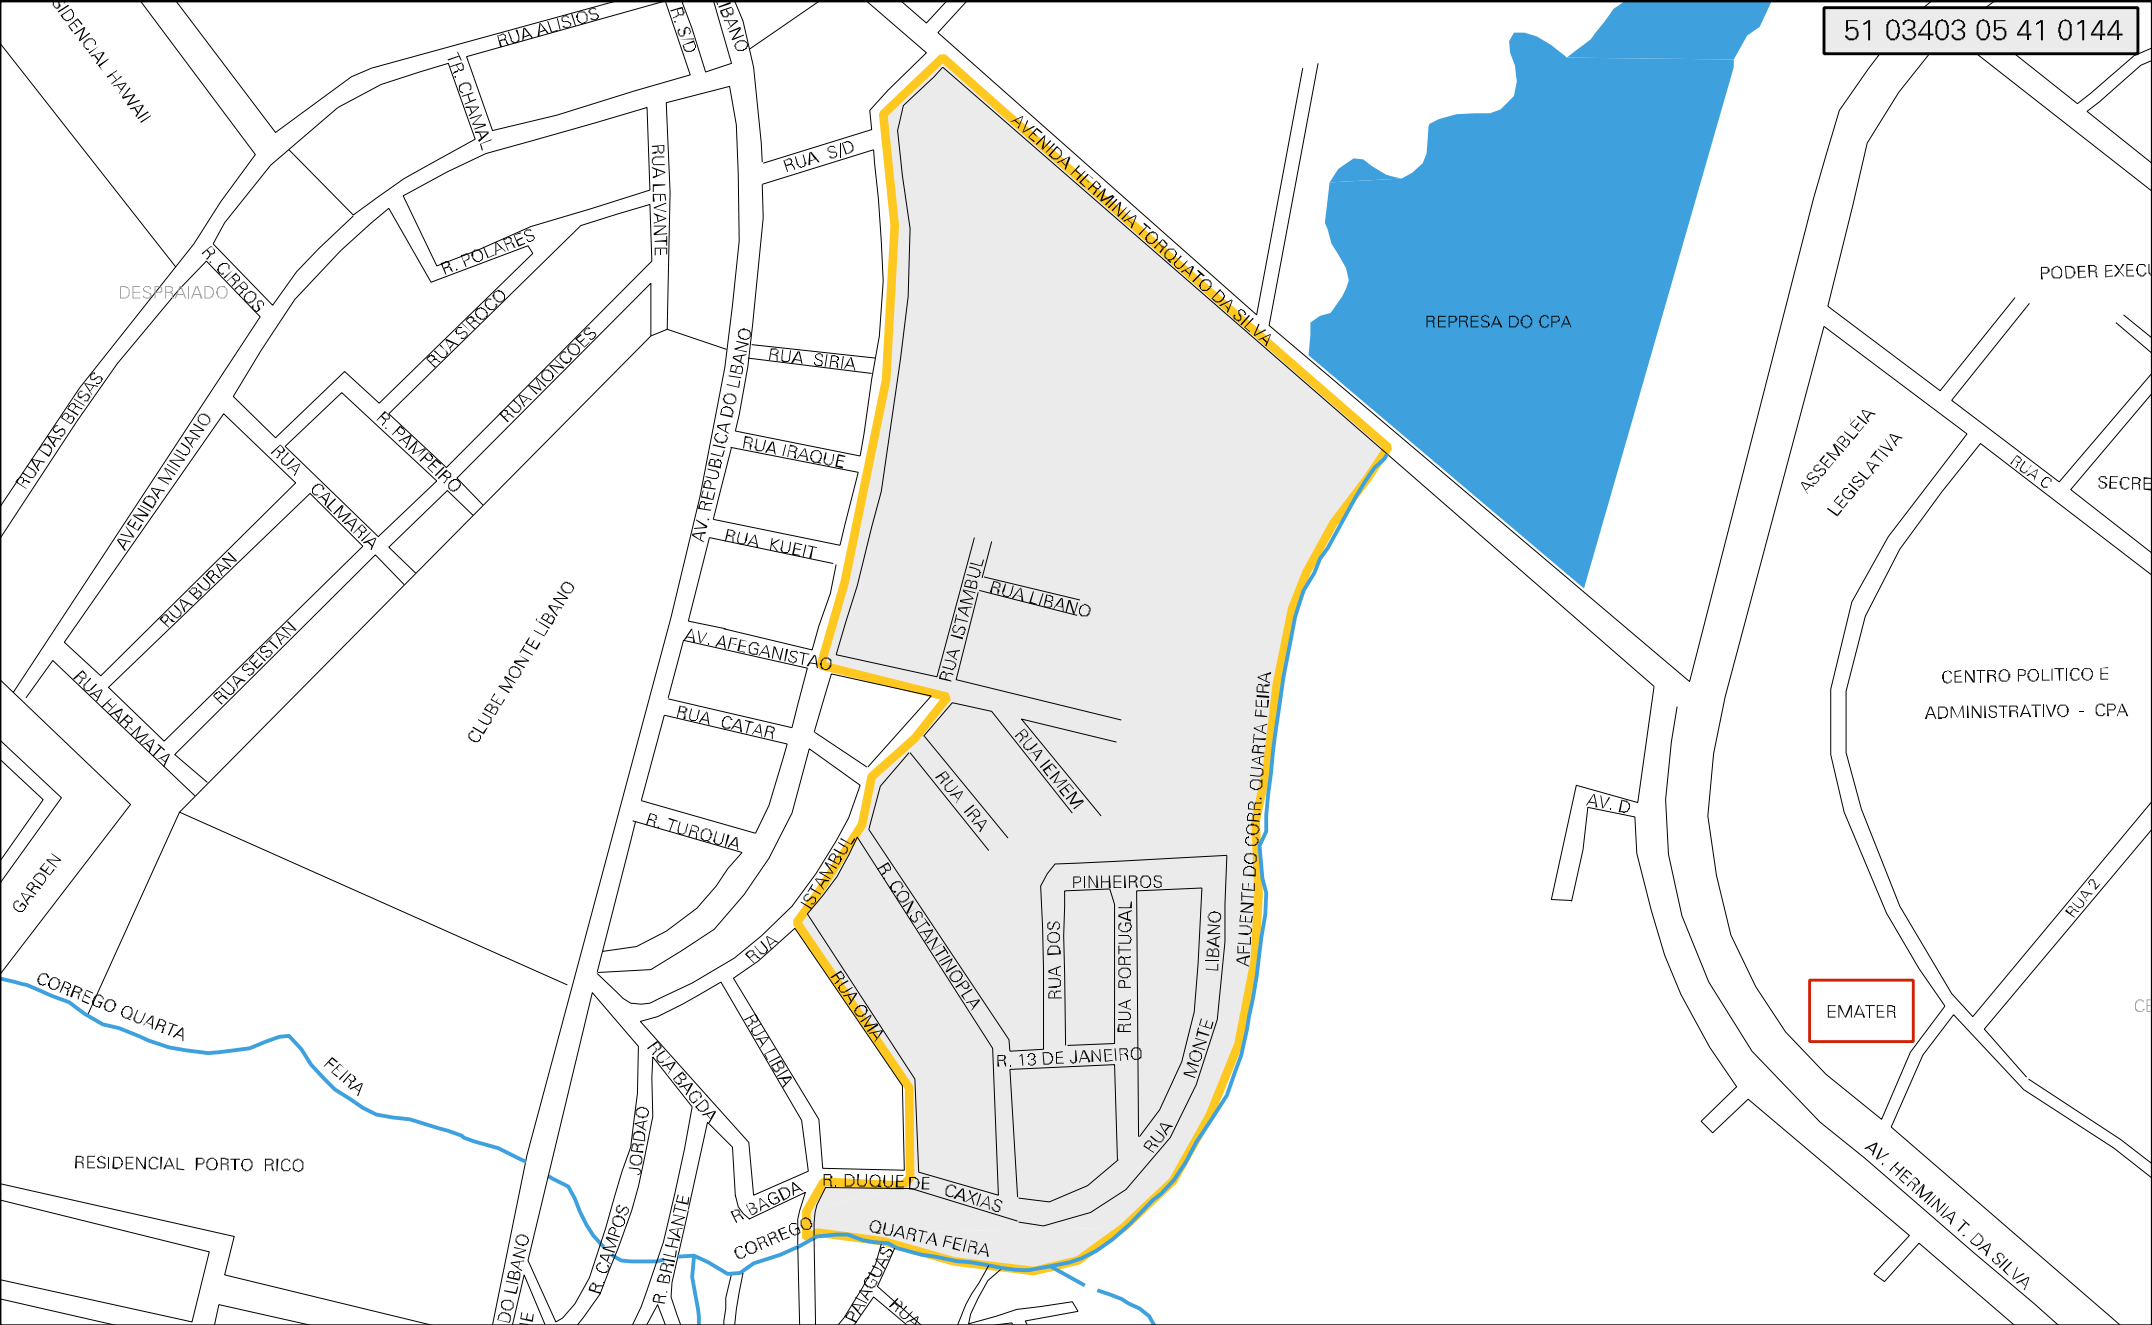 51 03403 05 41 0144
RUA ALISIOS
R. S/D
TR. CHAMAL
HAWAII
RUA S/D
AVENIDA HERMINIA TORQUATO DA SILVA
RUA LEVANTE
R. POLARES
R. CIRROS
DESPRAIADO
PODER EXECU
REPRESA DO CPA
RUA SIROCO
RUA MONCOES
RUA SIRIA
AV. REPUBLICA DO LIBANO
RUA DAS BRISAS
R. PAMPEIRO
RUA CALMARIA
AVENIDA MINUANO
RUA IRAQUE
ASSEMBLÉIA
LEGISLATIVA
RUA C
SECRE
RUA KUEIT
RUA BURAN
RUA SEISTAN
RUA ISTAMBUL
RUA LIBANO
AV. AFEGANISTAO
CLUBE MONTE LÍBANO
RUA HAR-MATA
RUA CATAR
CENTRO POLITICO E
ADMINISTRATIVO - CPA
RUA IEMEM
RUA IRA
AFLUENTE DO CORR. QUARTA FEIRA
AV. D
R. TURQUIA
GARDEN
RUA ISTAMBUL
R. CONSTANTINOPLA
RUA DOS PINHEIROS
RUA PORTUGAL
RUA MONTE LIBANO
RUA 2
CORREGO QUARTA FEIRA
RUA OMA
EMATER
RUA LIBIA
RUA BAGDA
R. 13 DE JANEIRO
RESIDENCIAL PORTO RICO
R. CAMPOS JORDAO
R. BRILHANTE
R. BAGDA
R. DUQUE DE CAXIAS
CORREGO QUARTA FEIRA
AV. HERMINIA T. DA SILVA
DO LIBANO
PAIAGUAS
RUA